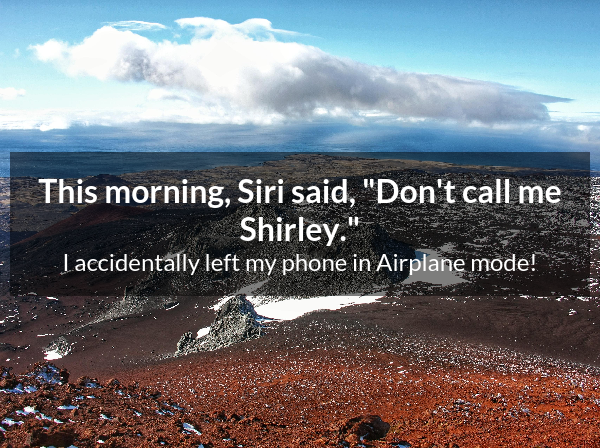 This morning, Siri said, "Don't call me
Shirley."
I accidentally left my phone in Airplane mode!